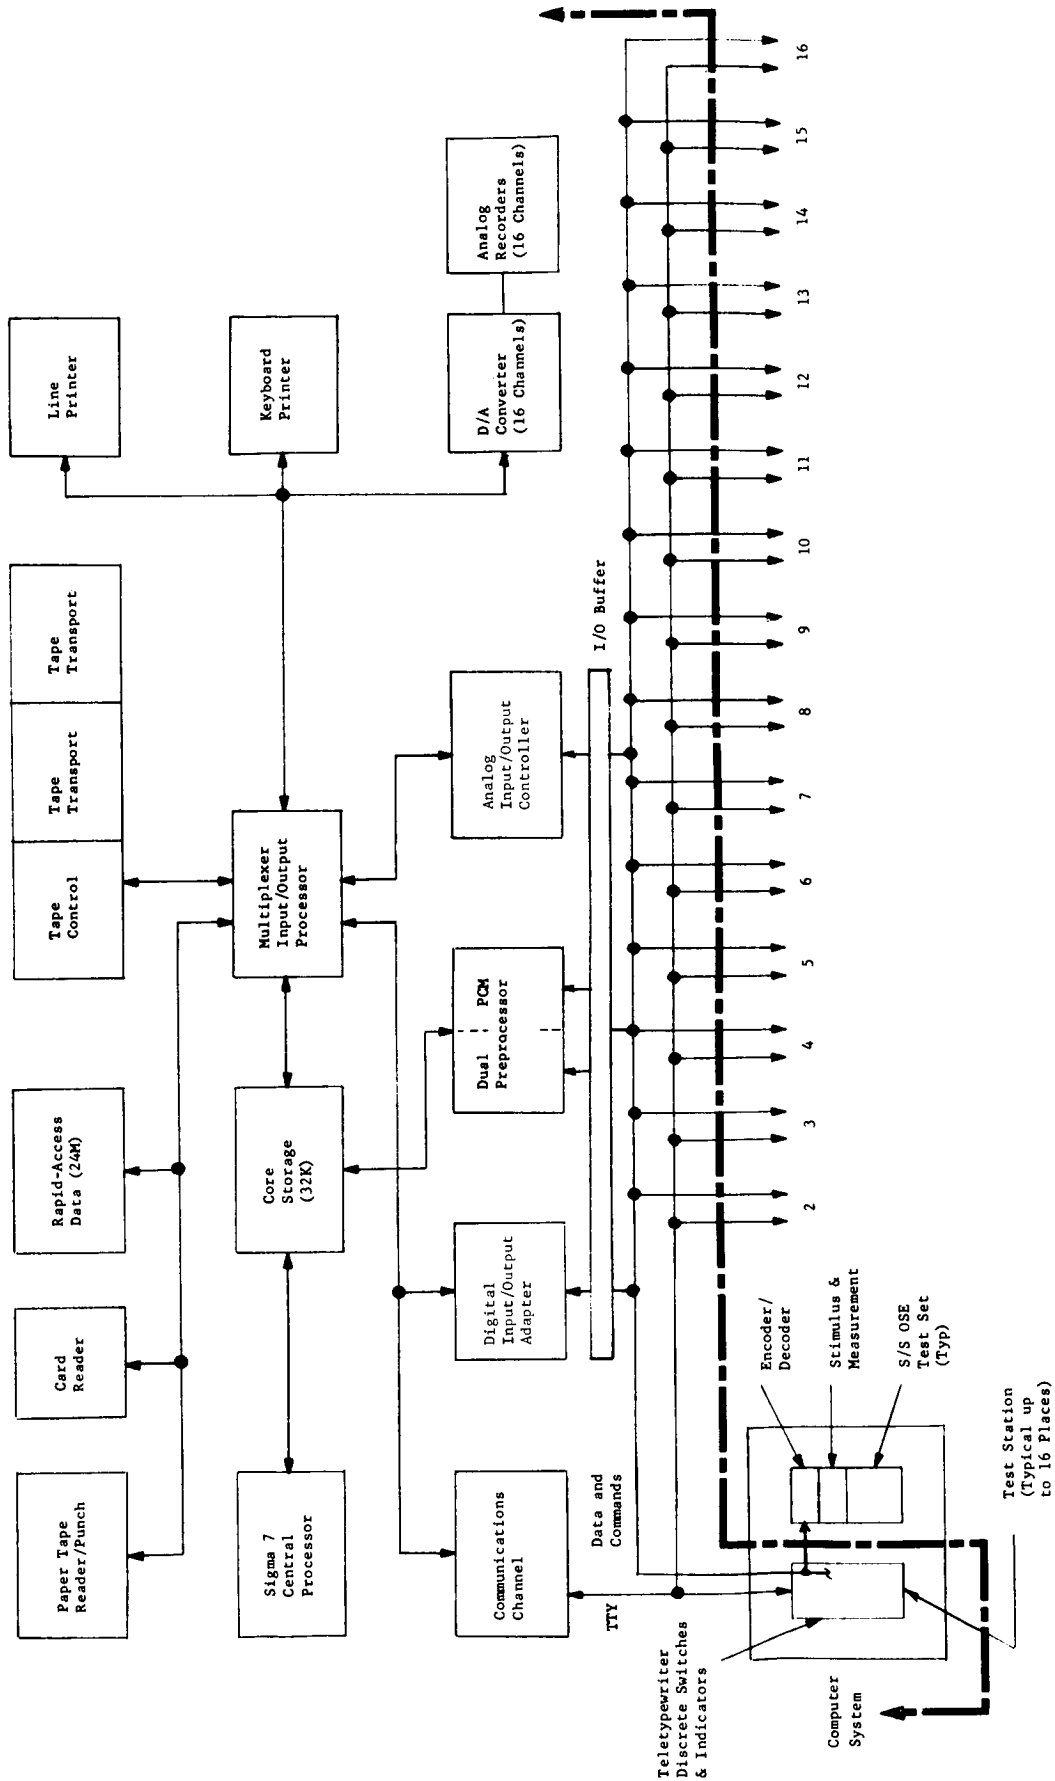 Paper Tape
Reader/Punch
Card
Reader
Rapid-Access
Data (24M)
Tape
Control
Tape
Transport
Tape
Transport
Line
Printer
Sigma 7
Central
Processor
Core
Storage
(32K)
Multiplexer
Input/Output
Processor
Keyboard
Printer
Communications
Channel
Digital
Input/Output
Adapter
Dual PCM
Preprocessor
Analog
Input/Output
Controller
D/A
Converter
(16 Channels)
Analog
Recorders
(16 Channels)
I/O Buffer
TTY
Data and
Commands
Teletypewriter
Discrete Switches
& Indicators
Encoder/
Decoder
Stimulus &
Measurement
S/S OSE
Test Set
(Typ)
2
3
4
5
6
7
8
9
10
11
12
13
14
15
16
Computer
System
Test Station
(Typical up
to 16 Places)